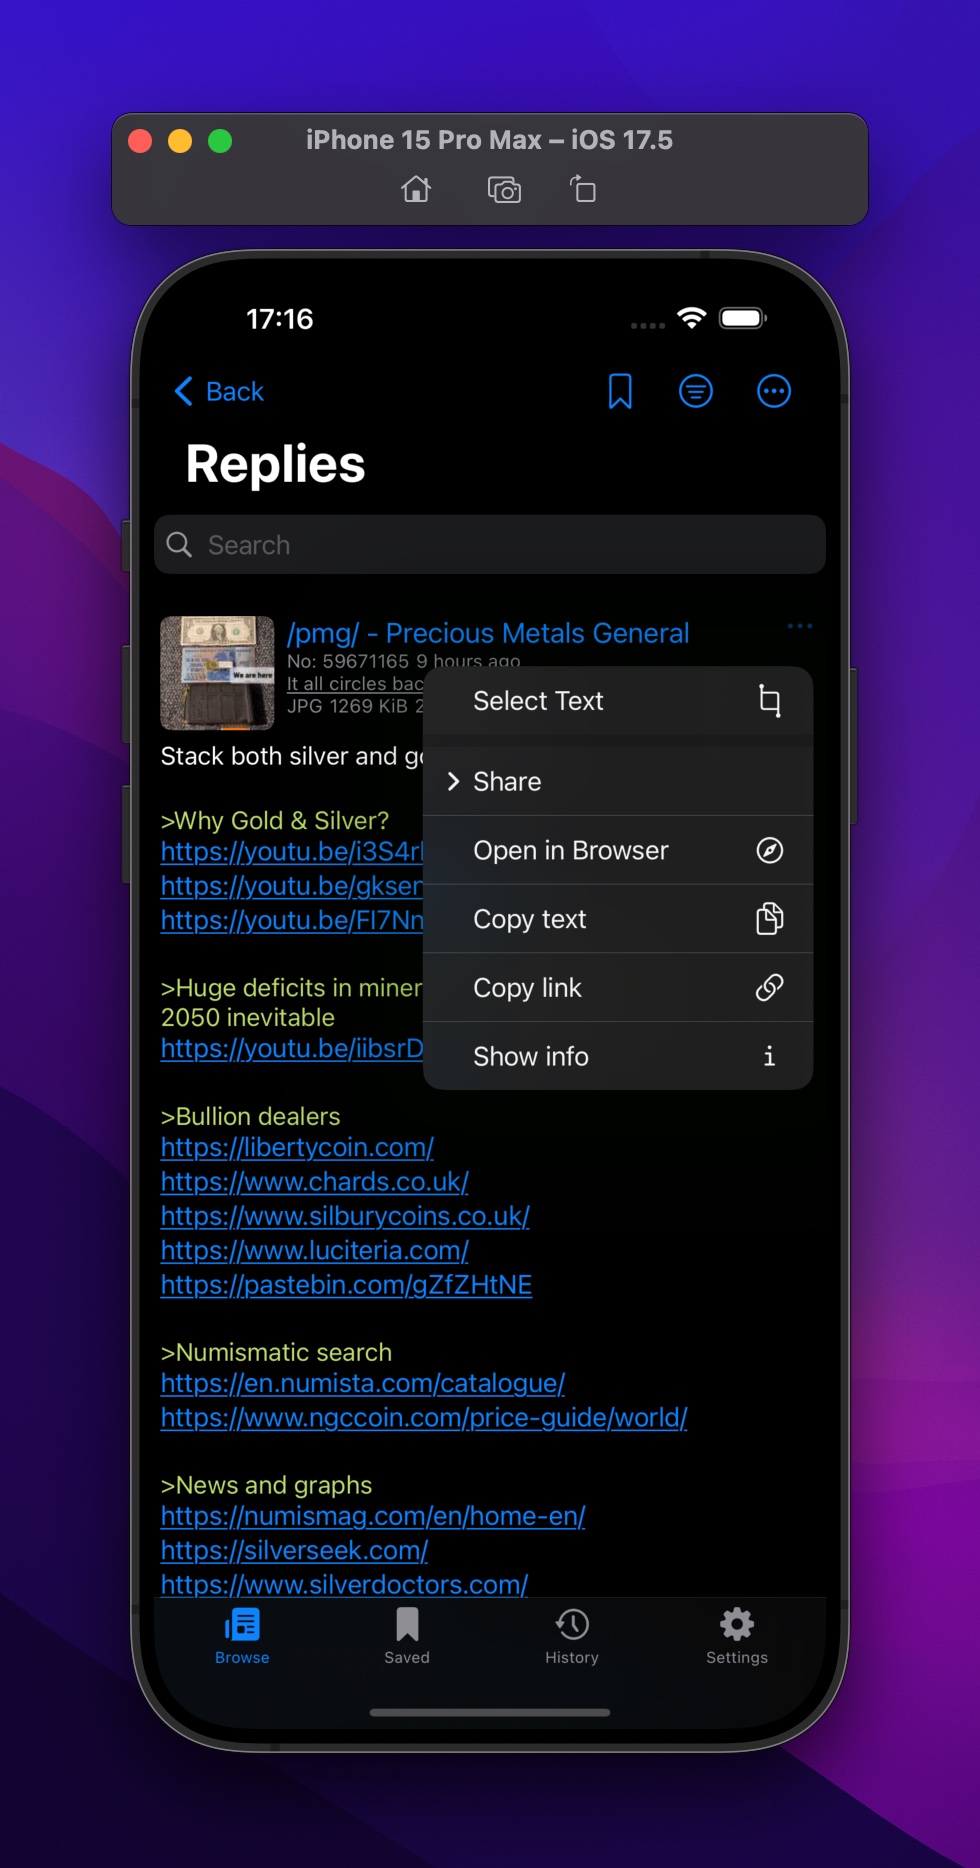 iPhone 15 Pro Max – iOS 17.5
17:16
Back
Replies
Search
/pmg/ - Precious Metals General
No: 59671165 9 hours ago
It all circles bac
JPG 1269 KiB 2
We are here
Stack both silver and go
>Why Gold & Silver?
https://youtu.be/i3S4r
https://youtu.be/gkser
https://youtu.be/FI7Nn
>Huge deficits in miner
2050 inevitable
https://youtu.be/iibsrD
Select Text
Share
Open in Browser
Copy text
Copy link
Show info
>Bullion dealers
https://libertycoin.com/
https://www.chards.co.uk/
https://www.silburycoins.co.uk/
https://www.luciteria.com/
https://pastebin.com/gZfZHtNE
>Numismatic search
https://en.numista.com/catalogue/
https://www.ngccoin.com/price-guide/world/
>News and graphs
https://numismag.com/en/home-en/
https://silverseek.com/
https://www.silverdoctors.com/
Browse
Saved
History
Settings